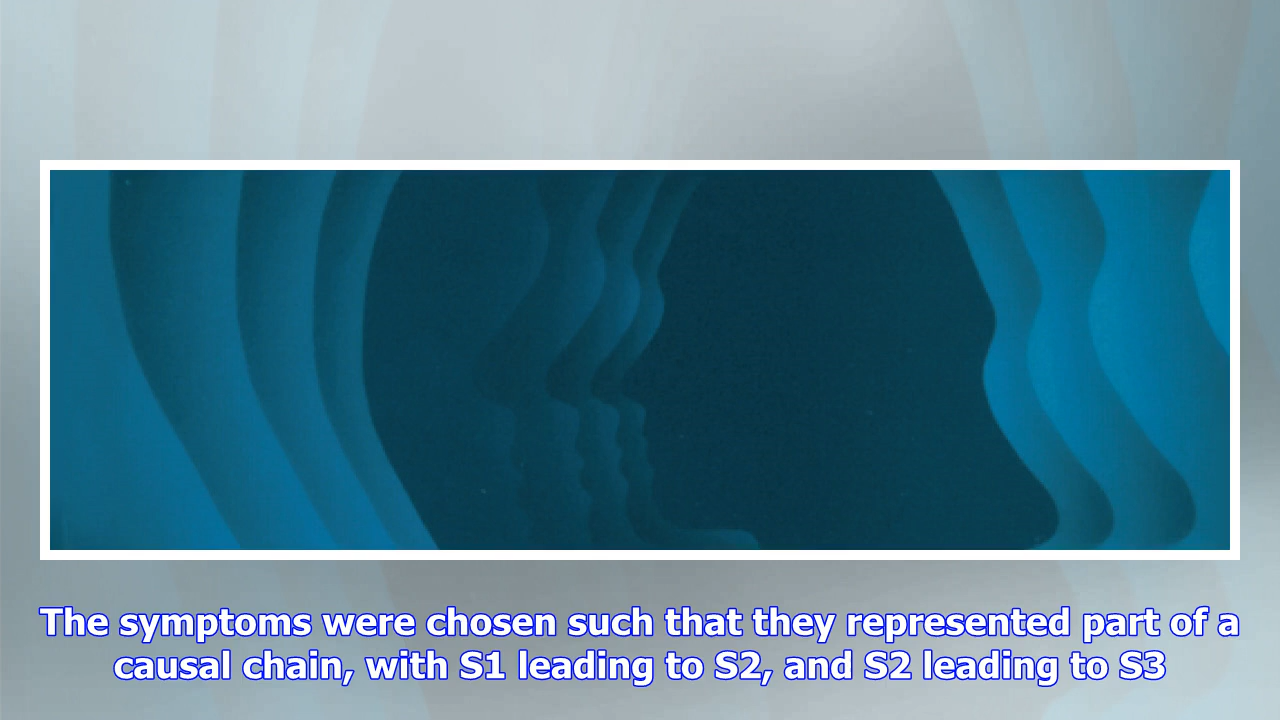 The symptoms were chosen such that they represented part of a
causal chain, with S1 leading to S2, and S2 leading to S3